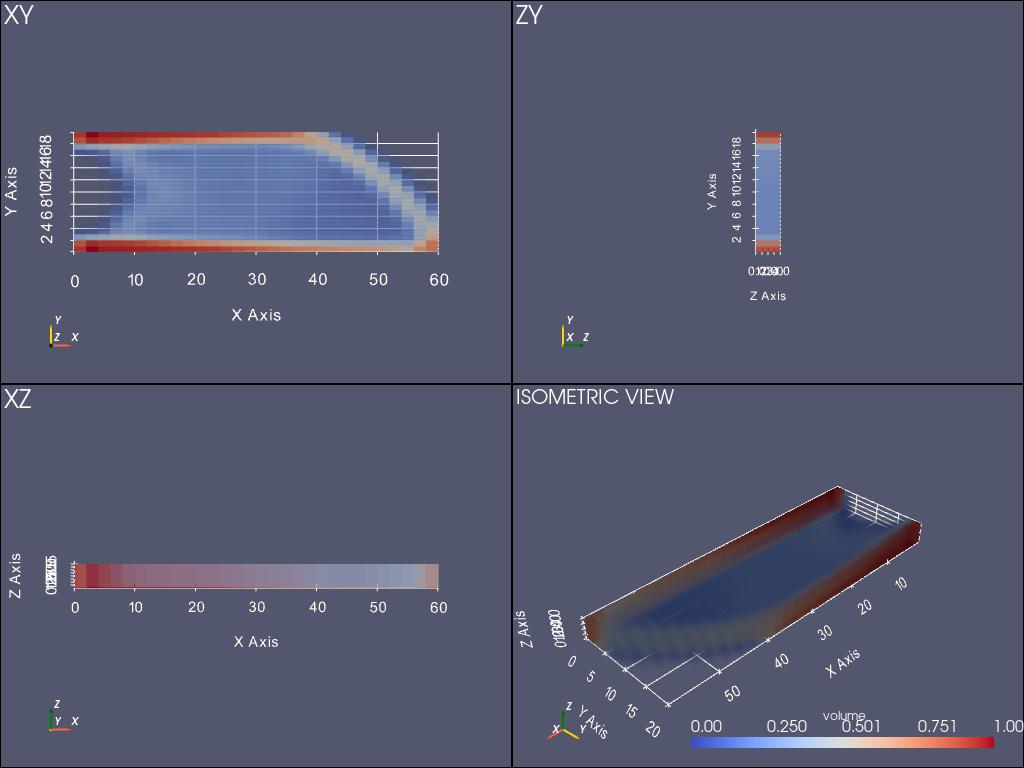 XY
Y Axis
2 4 6 8 10 12 14 16 18
0 10 20 30 40 50 60
X Axis
Y
Z X
ZY
Y Axis
2 4 6 8 10 12 14 16 18
Z Axis
Y
X Z
XZ
Z Axis
0 10 20 30 40 50 60
X Axis
Z
Y X
ISOMETRIC VIEW
Z Axis
0 5 10 15 20
Y Axis
10 20 30 40 50
X Axis
Z
X Y
volume
0.00 0.250 0.501 0.751 1.00